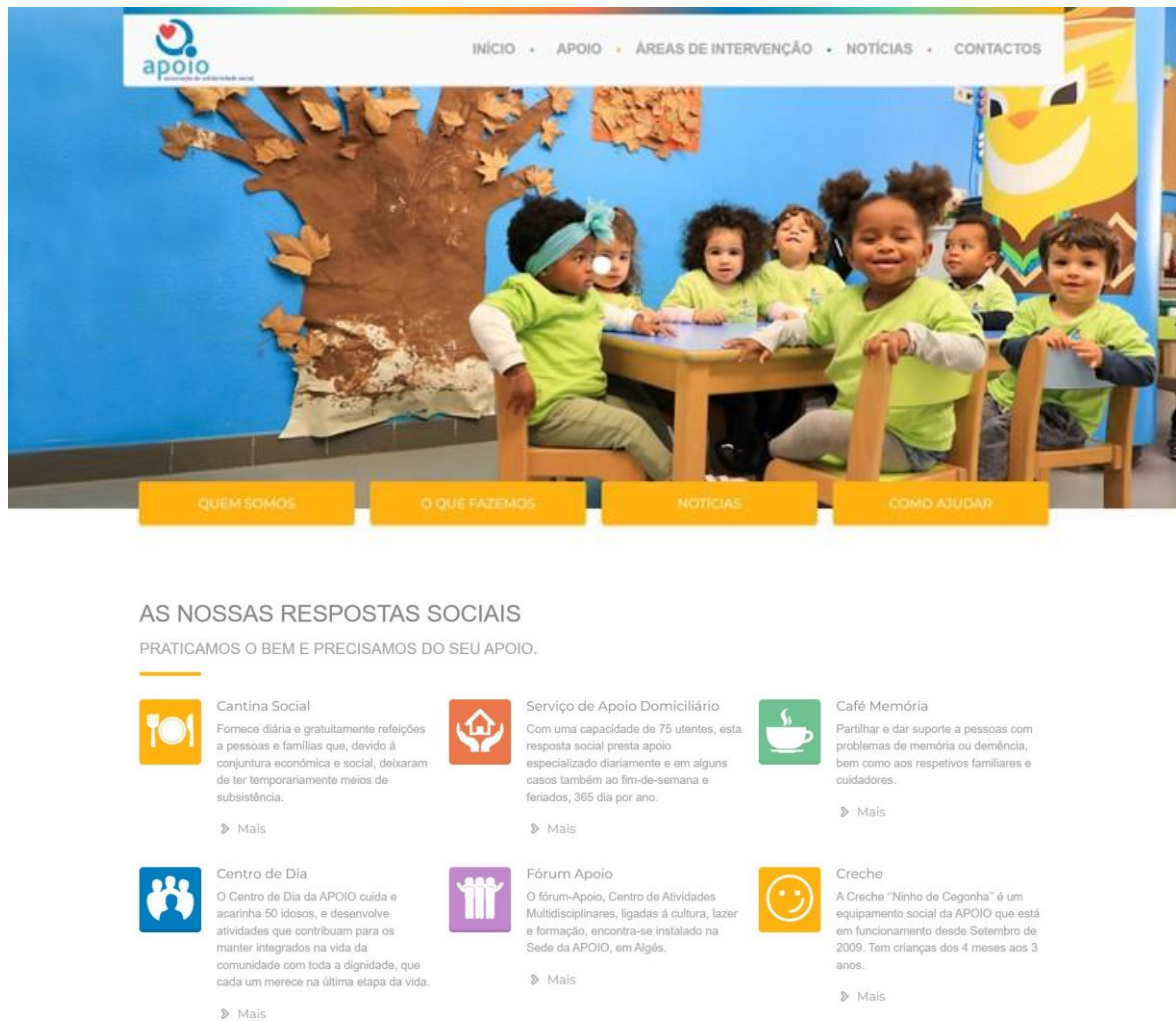 apoio
associação de solidariedade social
INÍCIO
APOIO
ÁREAS DE INTERVENÇÃO
NOTÍCIAS
CONTACTOS
QUEM SOMOS
O QUE FAZEMOS
NOTÍCIAS
COMO AJUDAR
AS NOSSAS RESPOSTAS SOCIAIS
PRATICAMOS O BEM E PRECISAMOS DO SEU APOIO.
Cantina Social
Fornece diária e gratuitamente refeições
a pessoas e famílias que, devido à
conjuntura económica e social, deixaram
de ter temporariamente meios de
subsistência.
Mais
Serviço de Apoio Domiciliário
Com uma capacidade de 75 utentes, esta
resposta social presta apoio
especializado diariamente e em alguns
casos também ao fim-de-semana e
feriados, 365 dia por ano.
Mais
Café Memória
Partilhar e dar suporte a pessoas com
problemas de memória ou demência,
bem como aos respetivos familiares e
cuidadores.
Mais
Centro de Dia
O Centro de Dia da APOIO cuida e
acarinha 50 idosos, e desenvolve
atividades que contribuam para os
manter integrados na vida da
comunidade com toda a dignidade, que
cada um merece na última etapa da vida.
Mais
Fórum Apoio
O fórum-Apoio, Centro de Atividades
Multidisciplinares, ligadas á cultura, lazer
e formação, encontra-se instalado na
Sede da APOIO, em Algés.
Mais
Creche
A Creche “Ninho de Cegonha” é um
equipamento social da APOIO que está
em funcionamento desde Setembro de
2009. Tem crianças dos 4 meses aos 3
anos.
Mais